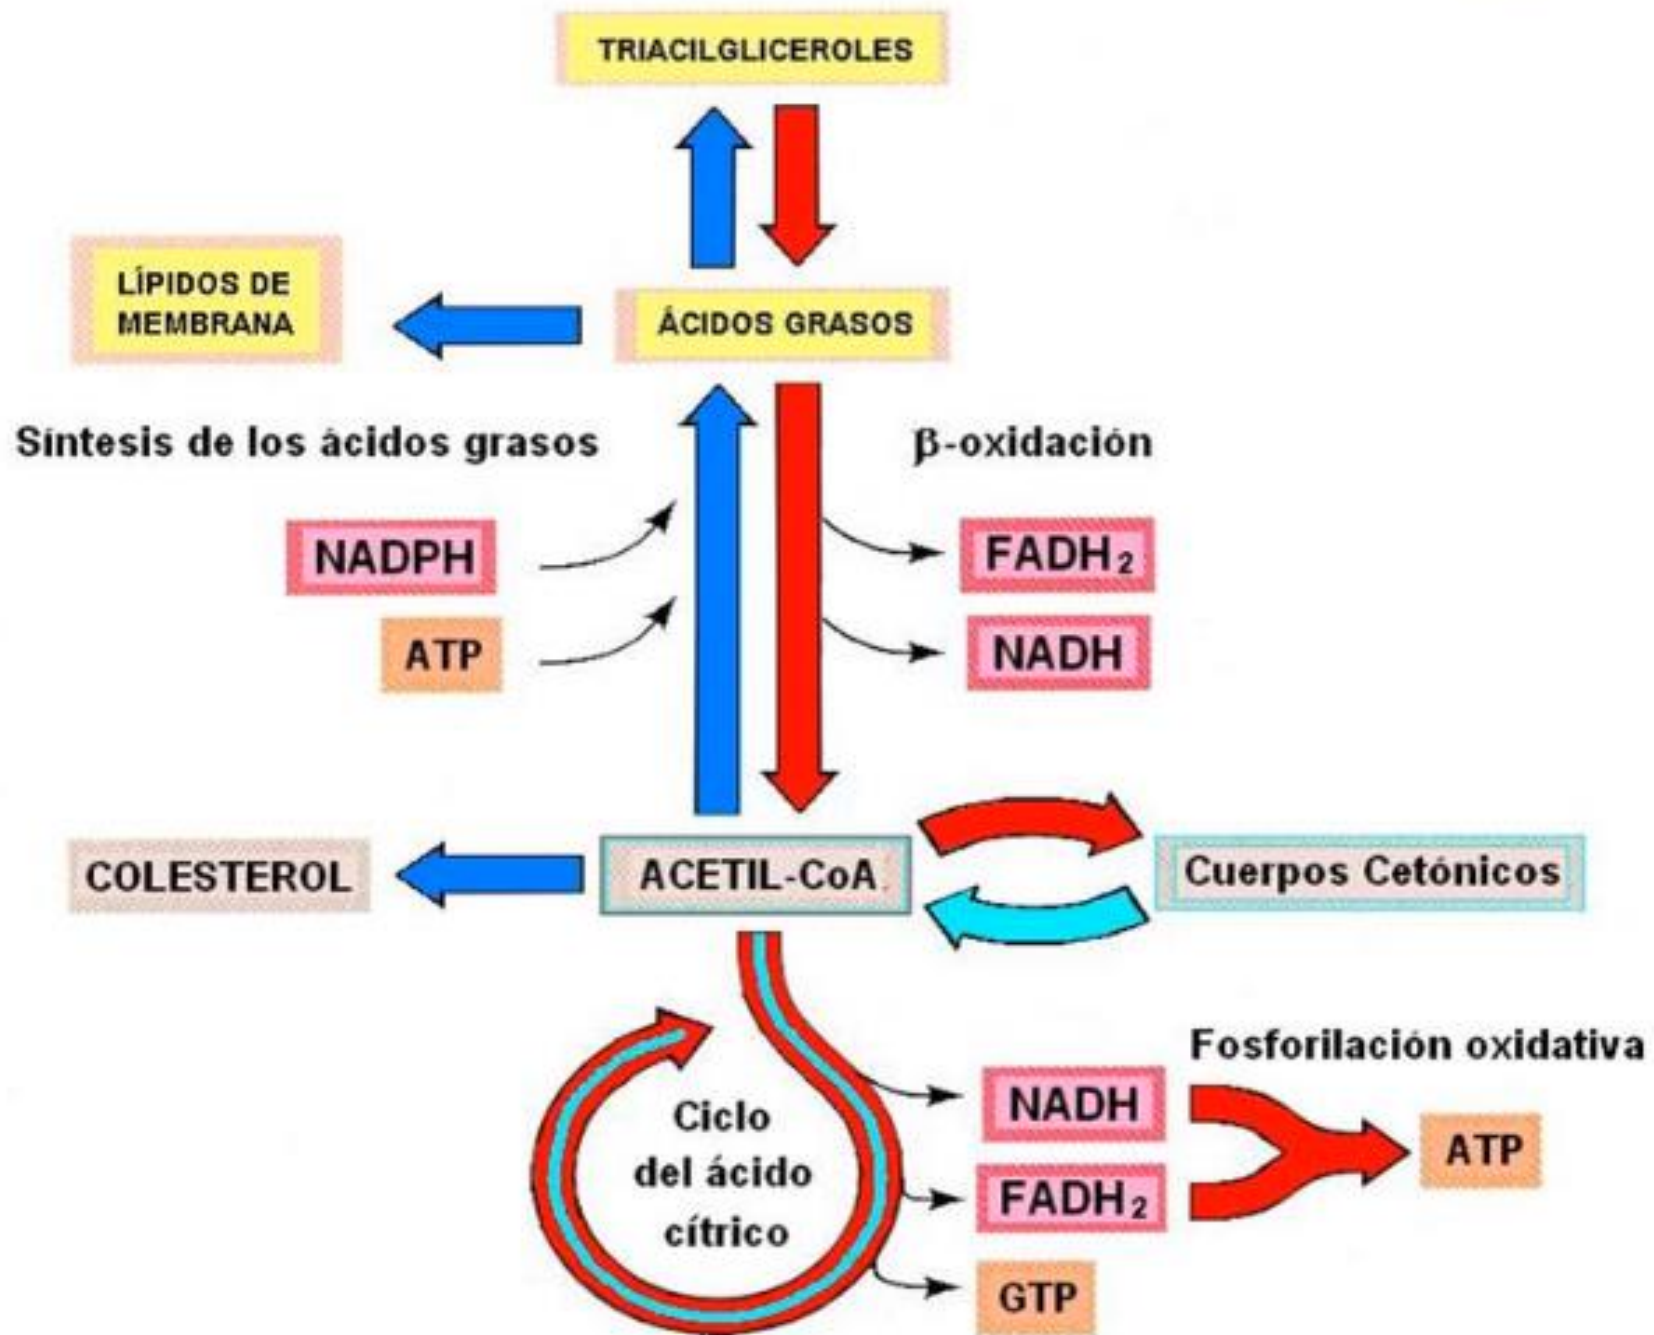 TRIACILGLICEROLES
LÍPIDOS DE
MEMBRANA
ÁCIDOS GRASOS
Síntesis de los ácidos grasos
β-oxidación
NADPH
FADH₂
ATP
NADH
COLESTEROL
ACETIL-CoA
Cuerpos Cetónicos
Fosforilación oxidativa
Ciclo
del ácido
cítrico
NADH
ATP
FADH₂
GTP